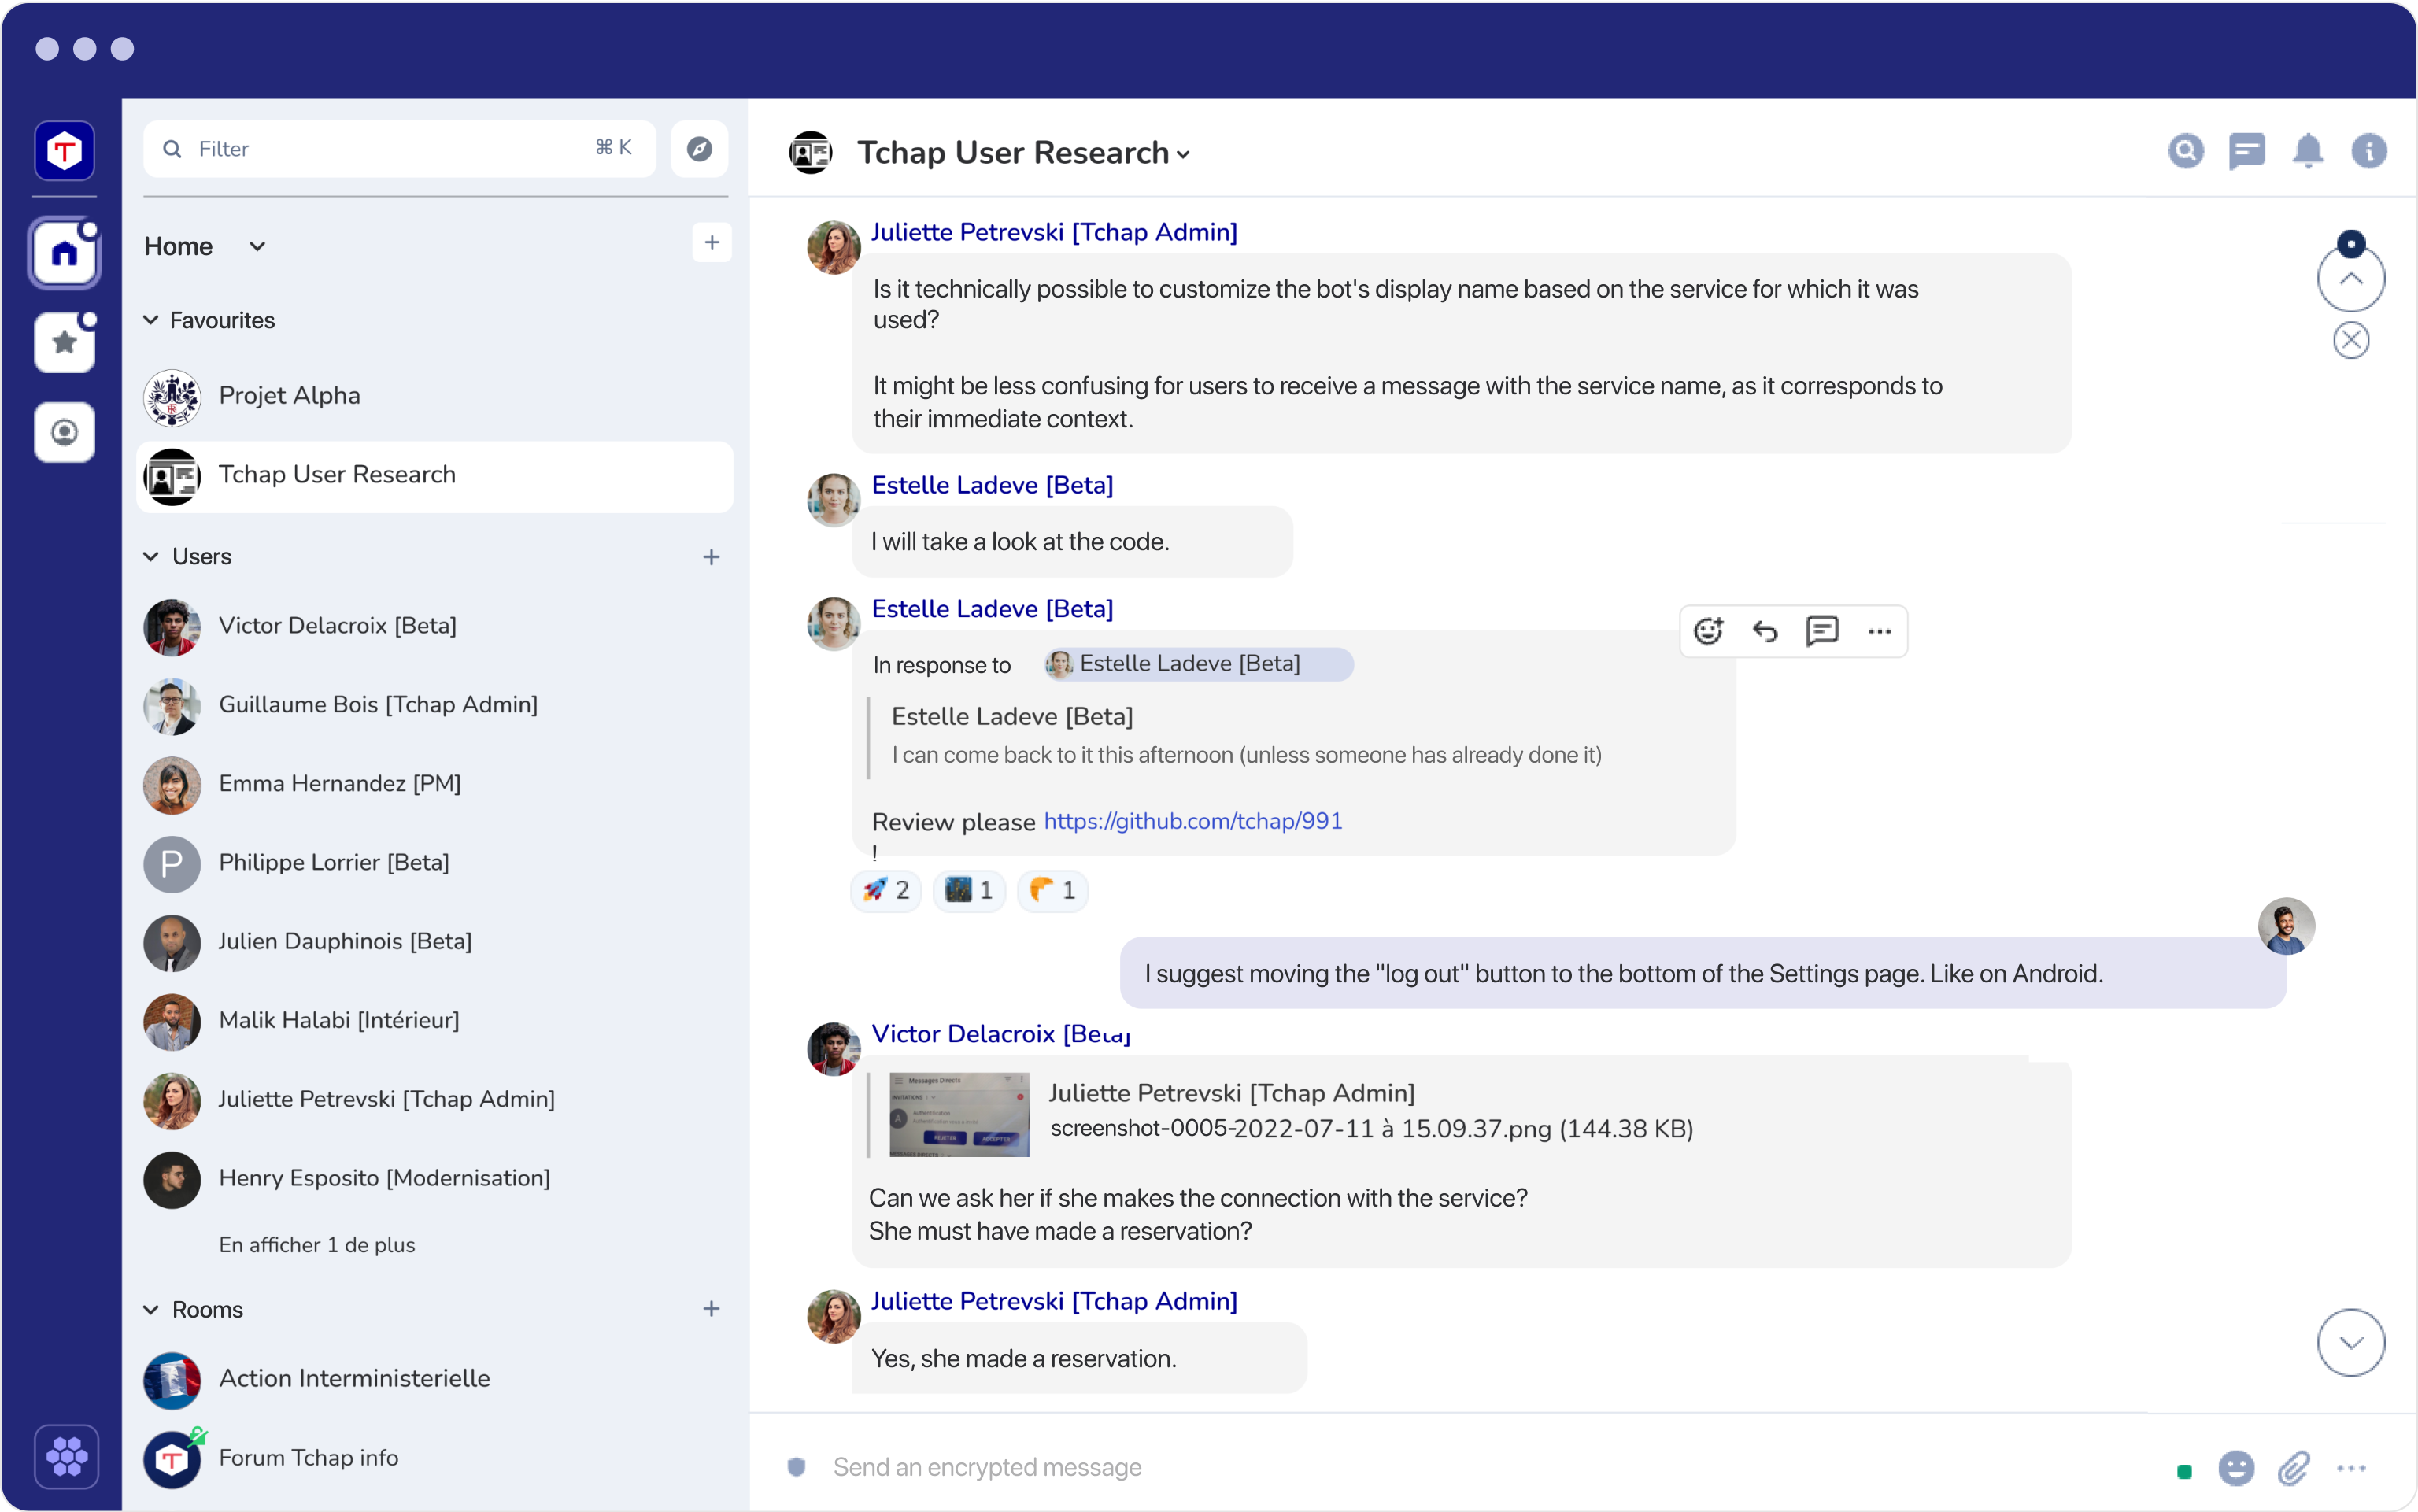 Filter
⌘ K
Home
Favourites
Projet Alpha
Tchap User Research
Users
Victor Delacroix [Beta]
Guillaume Bois [Tchap Admin]
Emma Hernandez [PM]
P
Philippe Lorrier [Beta]
Julien Dauphinois [Beta]
Malik Halabi [Intérieur]
Juliette Petrevski [Tchap Admin]
Henry Esposito [Modernisation]
En afficher 1 de plus
Rooms
Action Interministerielle
Forum Tchap info
Tchap User Research
Juliette Petrevski [Tchap Admin]
Is it technically possible to customize the bot's display name based on the service for which it was
used?
It might be less confusing for users to receive a message with the service name, as it corresponds to
their immediate context.
Estelle Ladeve [Beta]
I will take a look at the code.
Estelle Ladeve [Beta]
In response to Estelle Ladeve [Beta]
Estelle Ladeve [Beta]
I can come back to it this afternoon (unless someone has already done it)
Review please https://github.com/tchap/991
!
2 1 1
I suggest moving the "log out" button to the bottom of the Settings page. Like on Android.
Victor Delacroix [Beta]
Messages Directs
INVITATIONS
A
Authentification
REJETER ACCEPTER
MESSAGES DIRECTS
Juliette Petrevski [Tchap Admin]
screenshot-0005-2022-07-11 à 15.09.37.png (144.38 KB)
Can we ask her if she makes the connection with the service?
She must have made a reservation?
Juliette Petrevski [Tchap Admin]
Yes, she made a reservation.
Send an encrypted message